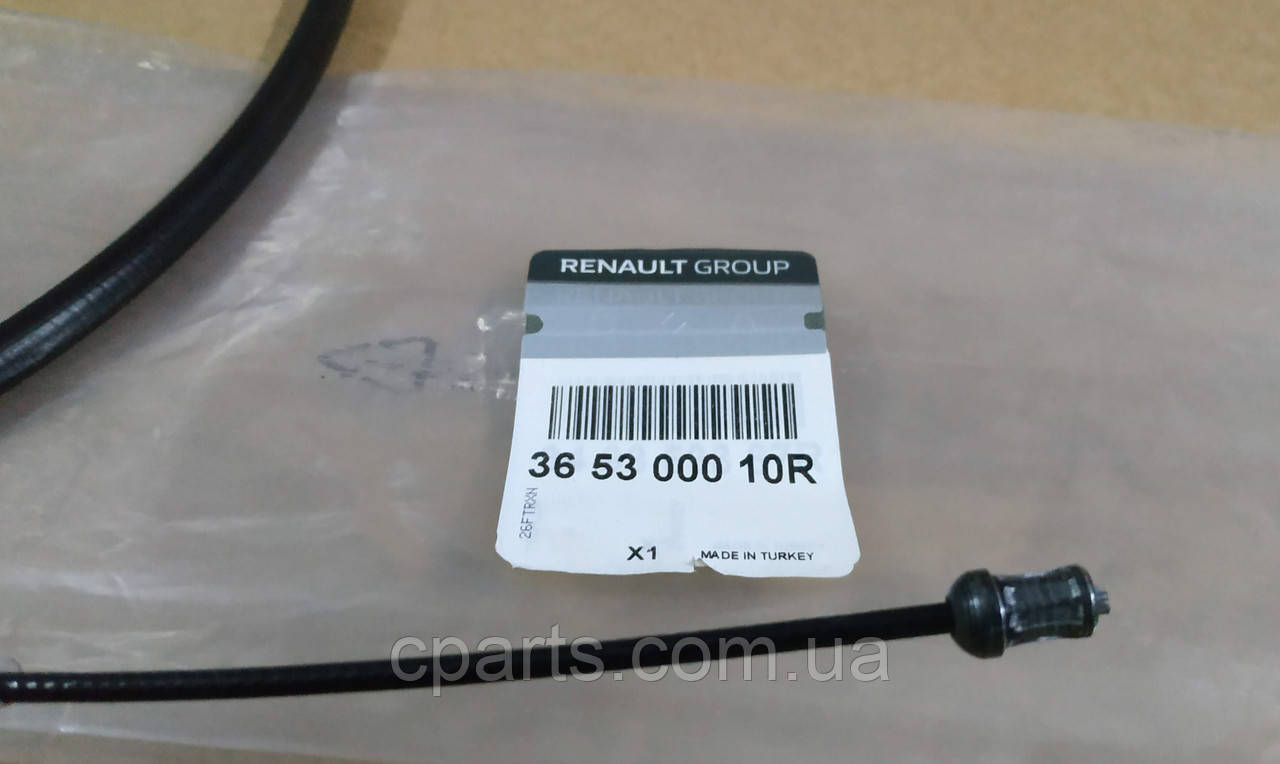 RENAULT GROUP
36 53 000 10R
26FTRXN
X1 MADE IN TURKEY
cparts.com.ua